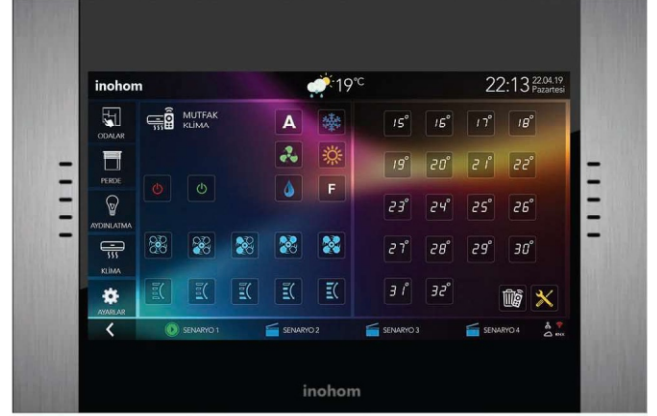 inohom
19°C
22:13
22.04.19
Pazartesi
ODALAR
PERDE
AYDINLATMA
KLİMA
AYARLAR
MUTFAK
KLİMA
A
F
15° 16° 17° 18°
19° 20° 21° 22°
23° 24° 25° 26°
27° 28° 29° 30°
31° 32°
SENARYO 1
SENARYO 2
SENARYO 3
SENARYO 4
inohom